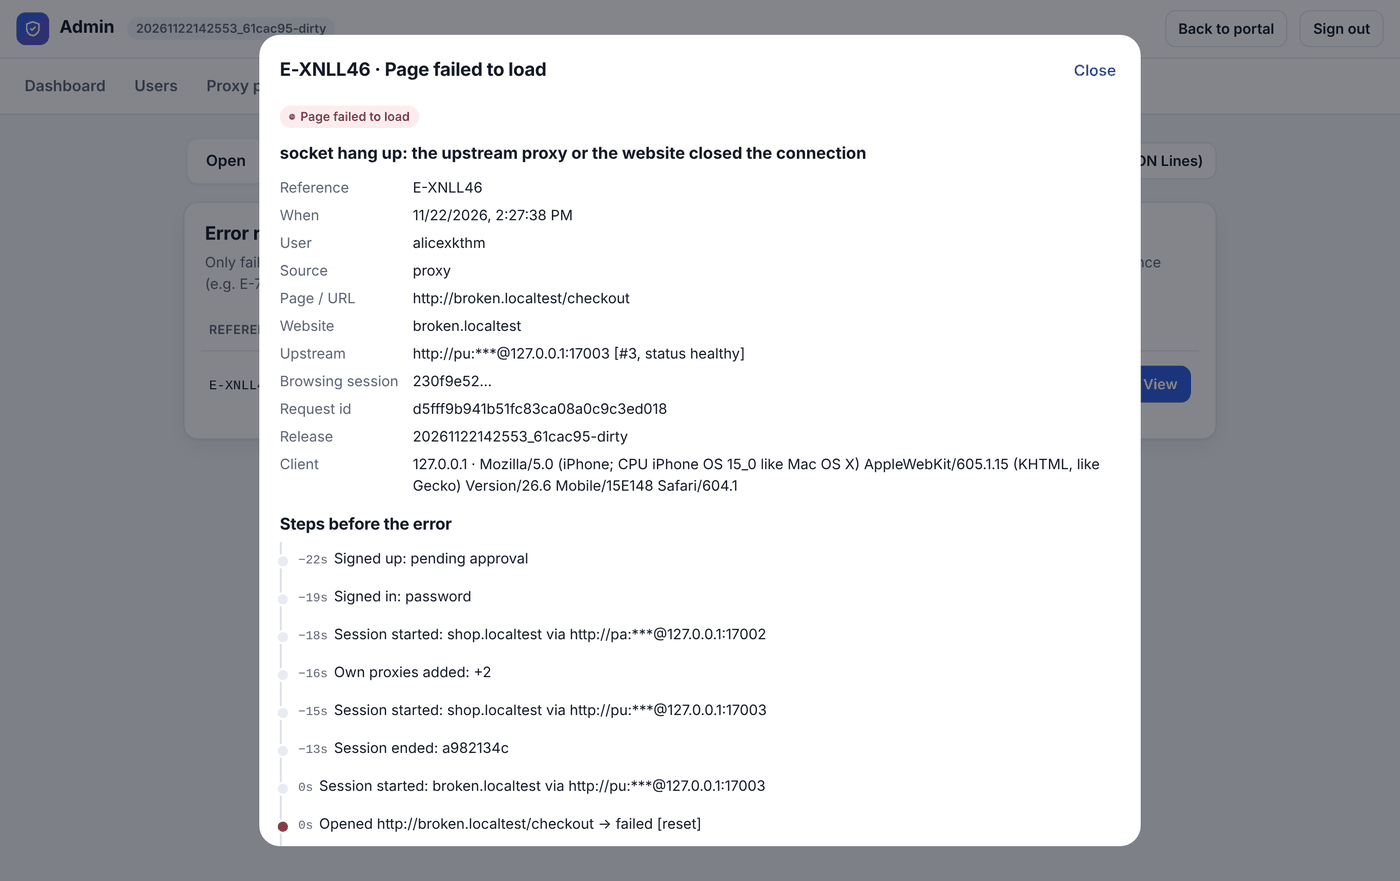 Admin
20261122142553_61cac95-dirty
Back to portal
Sign out
Dashboard
Users
Proxy p
Open
ON Lines)
Error r
Only fail
nce
(e.g. E-7
REFERE
E-XNLL4
View
E-XNLL46 · Page failed to load
Close
Page failed to load
socket hang up: the upstream proxy or the website closed the connection
Reference E-XNLL46
When 11/22/2026, 2:27:38 PM
User alicexkthm
Source proxy
Page / URL http://broken.localtest/checkout
Website broken.localtest
Upstream http://pu:***@127.0.0.1:17003 [#3, status healthy]
Browsing session 230f9e52…
Request id d5fff9b941b51fc83ca08a0c9c3ed018
Release 20261122142553_61cac95-dirty
Client 127.0.0.1 · Mozilla/5.0 (iPhone; CPU iPhone OS 15_0 like Mac OS X) AppleWebKit/605.1.15 (KHTML, like
Gecko) Version/26.6 Mobile/15E148 Safari/604.1
Steps before the error
−22s Signed up: pending approval
−19s Signed in: password
−18s Session started: shop.localtest via http://pa:***@127.0.0.1:17002
−16s Own proxies added: +2
−15s Session started: shop.localtest via http://pu:***@127.0.0.1:17003
−13s Session ended: a982134c
0s Session started: broken.localtest via http://pu:***@127.0.0.1:17003
0s Opened http://broken.localtest/checkout → failed [reset]